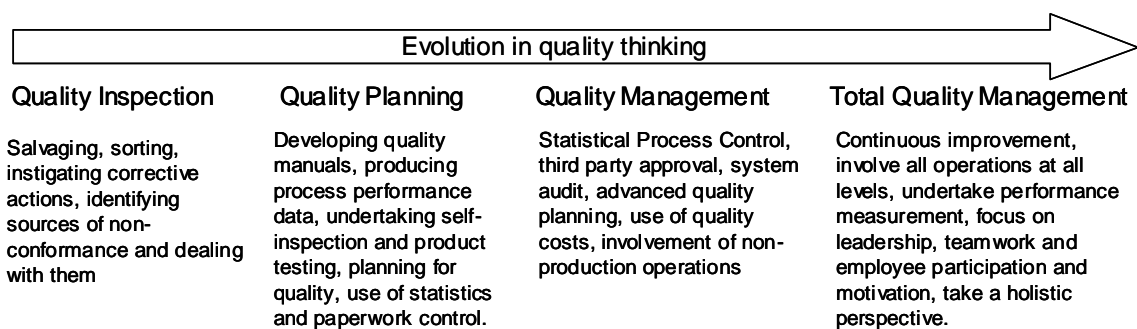 Evolution in quality thinking
Quality Inspection
Salvaging, sorting,
instigating corrective
actions, identifying
sources of non-
conformance and dealing
with them
Quality Planning
Developing quality
manuals, producing
process performance
data, undertaking self-
inspection and product
testing, planning for
quality, use of statistics
and paperwork control.
Quality Management
Statistical Process Control,
third party approval, system
audit, advanced quality
planning, use of quality
costs, involvement of non-
production operations
Total Quality Management
Continuous improvement,
involve all operations at all
levels, undertake performance
measurement, focus on
leadership, teamwork and
employee participation and
motivation, take a holistic
perspective.